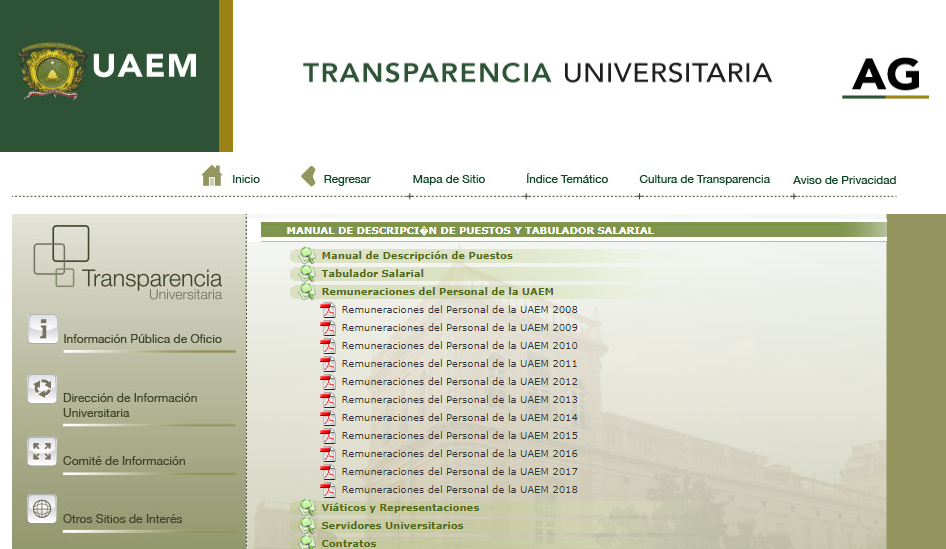 UAEM
TRANSPARENCIA UNIVERSITARIA
AG
Inicio
Regresar
Mapa de Sitio
Índice Temático
Cultura de Transparencia
Aviso de Privacidad
Transparencia
Universitaria
Información Pública de Oficio
Dirección de Información
Universitaria
Comité de Información
Otros Sitios de Interés
MANUAL DE DESCRIPCI�N DE PUESTOS Y TABULADOR SALARIAL
Manual de Descripción de Puestos
Tabulador Salarial
Remuneraciones del Personal de la UAEM
Remuneraciones del Personal de la UAEM 2008
Remuneraciones del Personal de la UAEM 2009
Remuneraciones del Personal de la UAEM 2010
Remuneraciones del Personal de la UAEM 2011
Remuneraciones del Personal de la UAEM 2012
Remuneraciones del Personal de la UAEM 2013
Remuneraciones del Personal de la UAEM 2014
Remuneraciones del Personal de la UAEM 2015
Remuneraciones del Personal de la UAEM 2016
Remuneraciones del Personal de la UAEM 2017
Remuneraciones del Personal de la UAEM 2018
Viáticos y Representaciones
Servidores Universitarios
Contratos